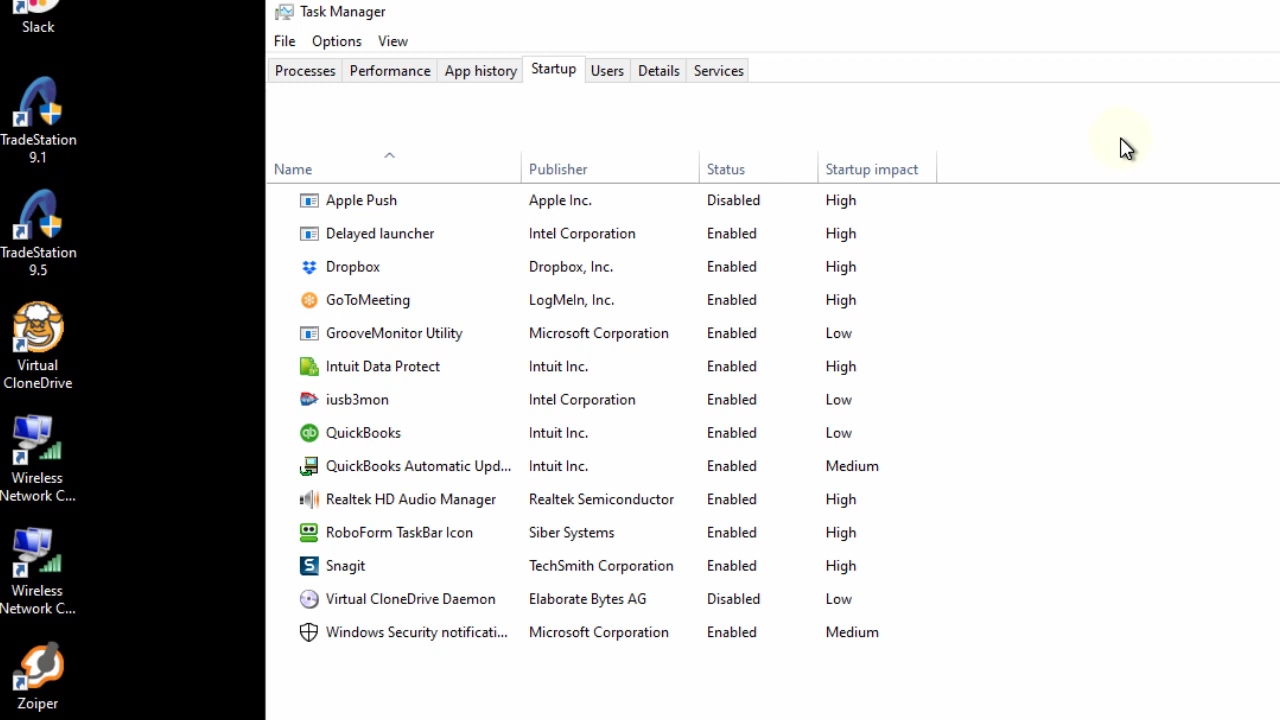 Slack
TradeStation
9.1
TradeStation
9.5
Virtual
CloneDrive
Wireless
Network C...
Wireless
Network C...
Zoiper
Task Manager
File Options View
Processes Performance App history Startup Users Details Services
Name Publisher Status Startup impact
Apple Push Apple Inc. Disabled High
Delayed launcher Intel Corporation Enabled High
Dropbox Dropbox, Inc. Enabled High
GoToMeeting LogMeIn, Inc. Enabled High
GrooveMonitor Utility Microsoft Corporation Enabled Low
Intuit Data Protect Intuit Inc. Enabled High
iusb3mon Intel Corporation Enabled Low
QuickBooks Intuit Inc. Enabled Low
QuickBooks Automatic Upd... Intuit Inc. Enabled Medium
Realtek HD Audio Manager Realtek Semiconductor Enabled High
RoboForm TaskBar Icon Siber Systems Enabled High
Snagit TechSmith Corporation Enabled High
Virtual CloneDrive Daemon Elaborate Bytes AG Disabled Low
Windows Security notificati... Microsoft Corporation Enabled Medium